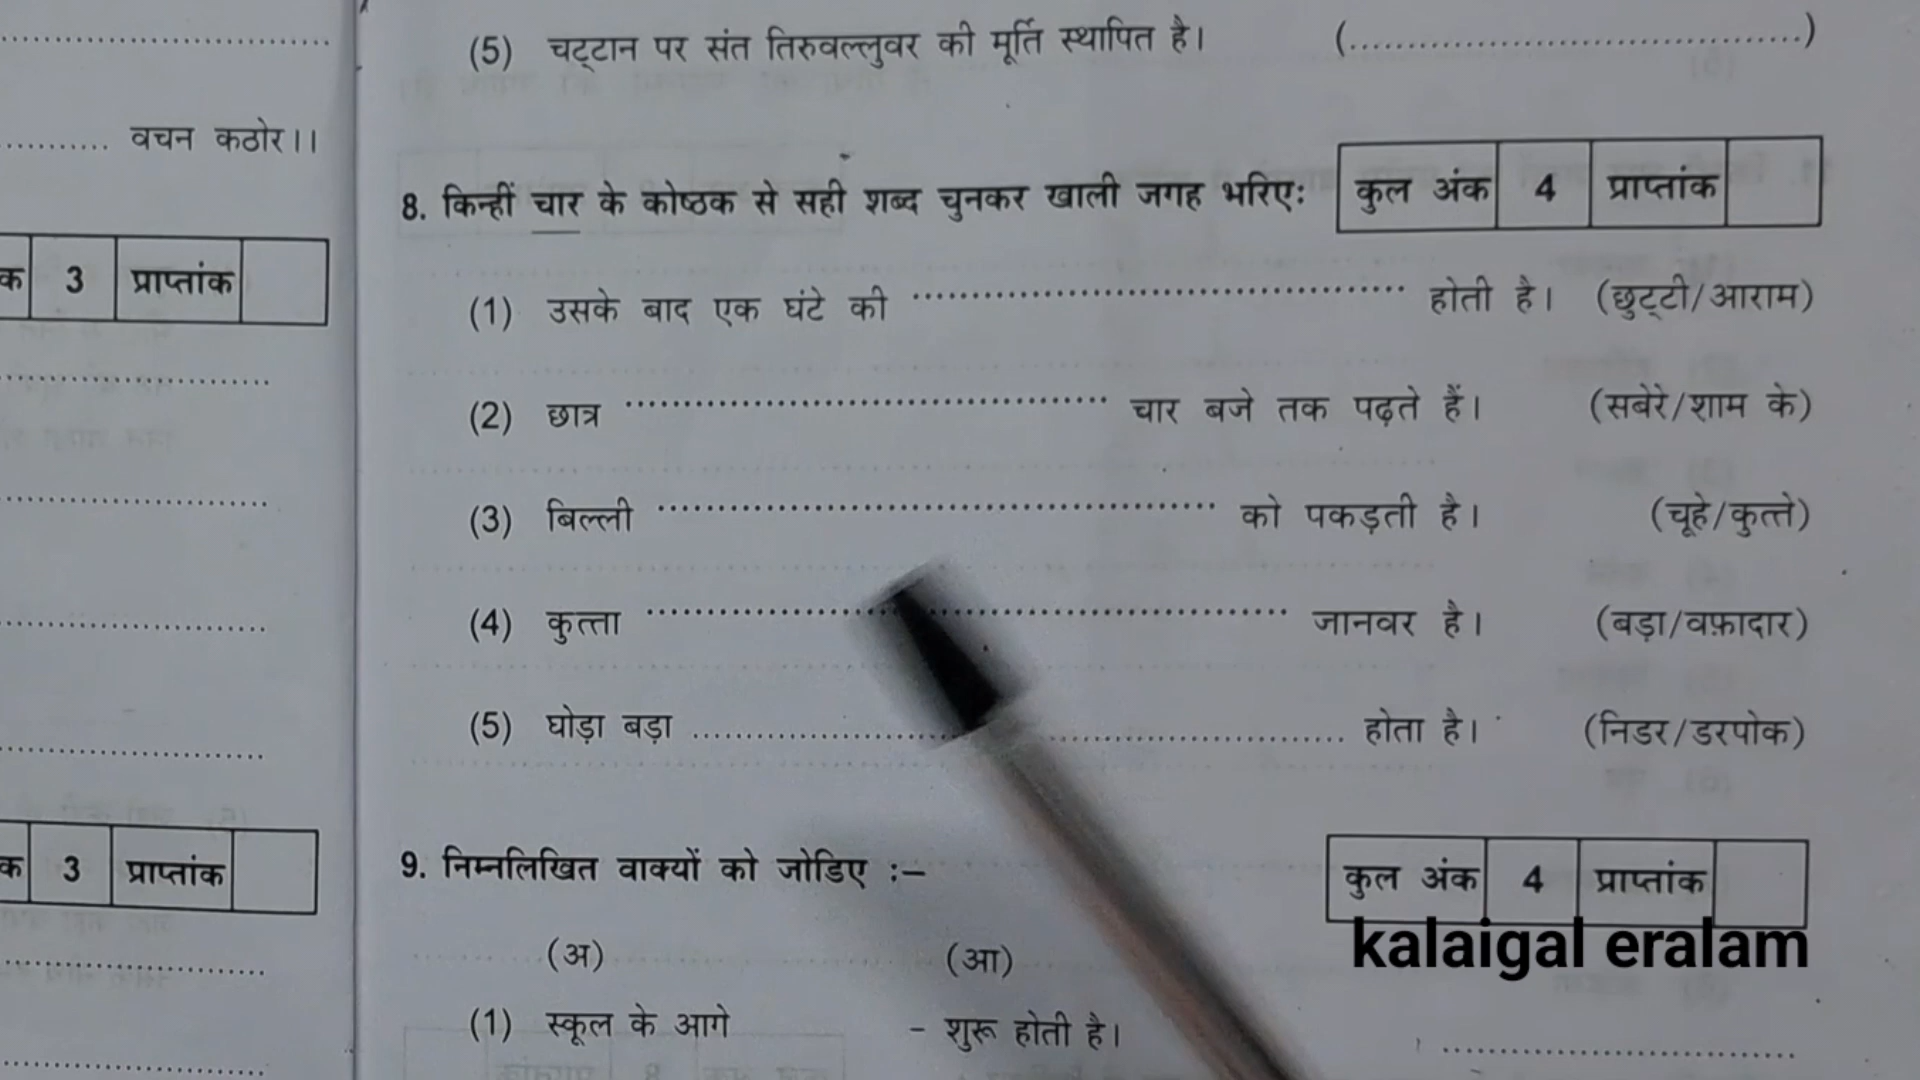 वचन कठोर।।
क 3 प्राप्तांक
क 3 प्राप्तांक
(5) चट्टान पर संत तिरुवल्लुवर की मूर्ति स्थापित है। (....................................)
8. किन्हीं चार के कोष्ठक से सही शब्द चुनकर खाली जगह भरिए: कुल अंक 4 प्राप्तांक
(1) उसके बाद एक घंटे की .................................... होती है। (छुट्टी/आराम)
(2) छात्र .................................... चार बजे तक पढ़ते हैं। (सबेरे/शाम के)
(3) बिल्ली .................................... को पकड़ती है। (चूहे/कुत्ते)
(4) कुत्ता .................................... जानवर है। (बड़ा/वफ़ादार)
(5) घोड़ा बड़ा .................................... होता है। (निडर/डरपोक)
9. निम्नलिखित वाक्यों को जोडिए :– कुल अंक 4 प्राप्तांक
kalaigal eralam
(अ) (आ)
(1) स्कूल के आगे - शुरू होती है। ....................................